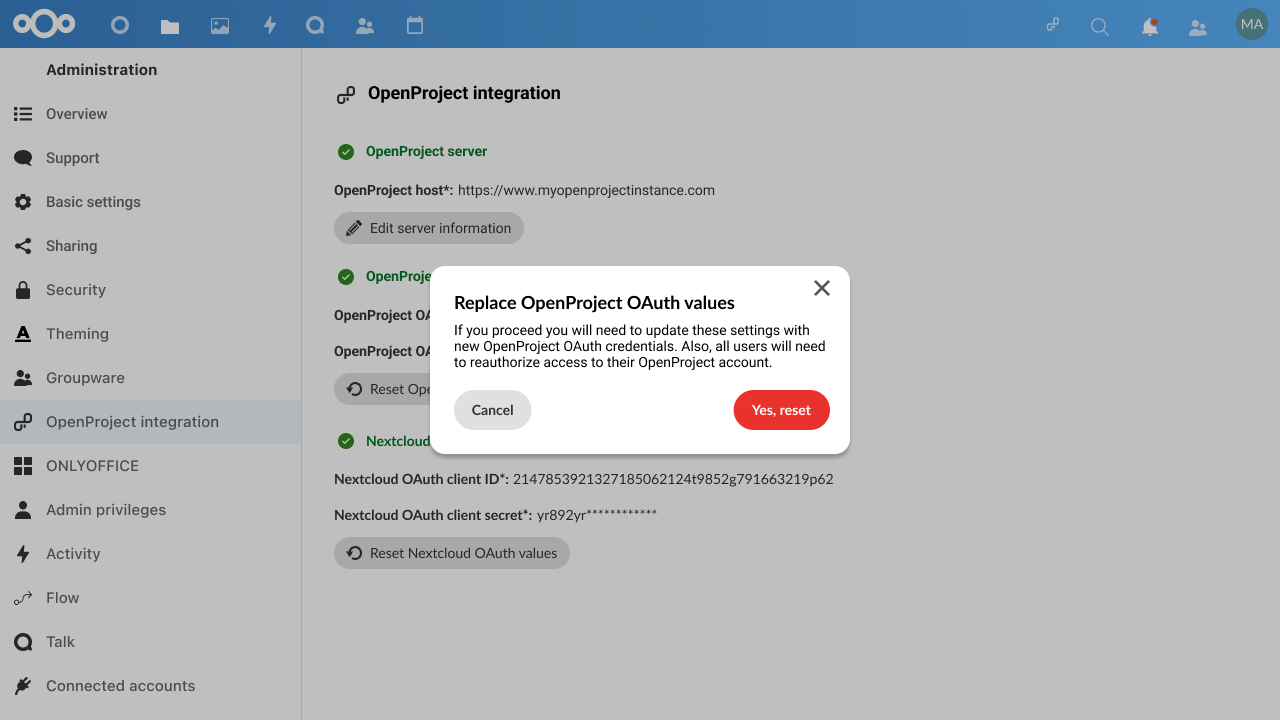 MA
Administration
Overview
Support
Basic settings
Sharing
Security
Theming
Groupware
OpenProject integration
ONLYOFFICE
Admin privileges
Activity
Flow
Talk
Connected accounts
OpenProject integration
OpenProject server
OpenProject host*: https://www.myopenprojectinstance.com
Edit server information
OpenProje
OpenProject OA
OpenProject OA
Reset Ope
Replace OpenProject OAuth values
If you proceed you will need to update these settings with
new OpenProject OAuth credentials. Also, all users will need
to reauthorize access to their OpenProject account.
Cancel
Yes, reset
Nextcloud
Nextcloud OAuth client ID*: 2147853921327185062124t9852g791663219p62
Nextcloud OAuth client secret*: yr892yr************
Reset Nextcloud OAuth values